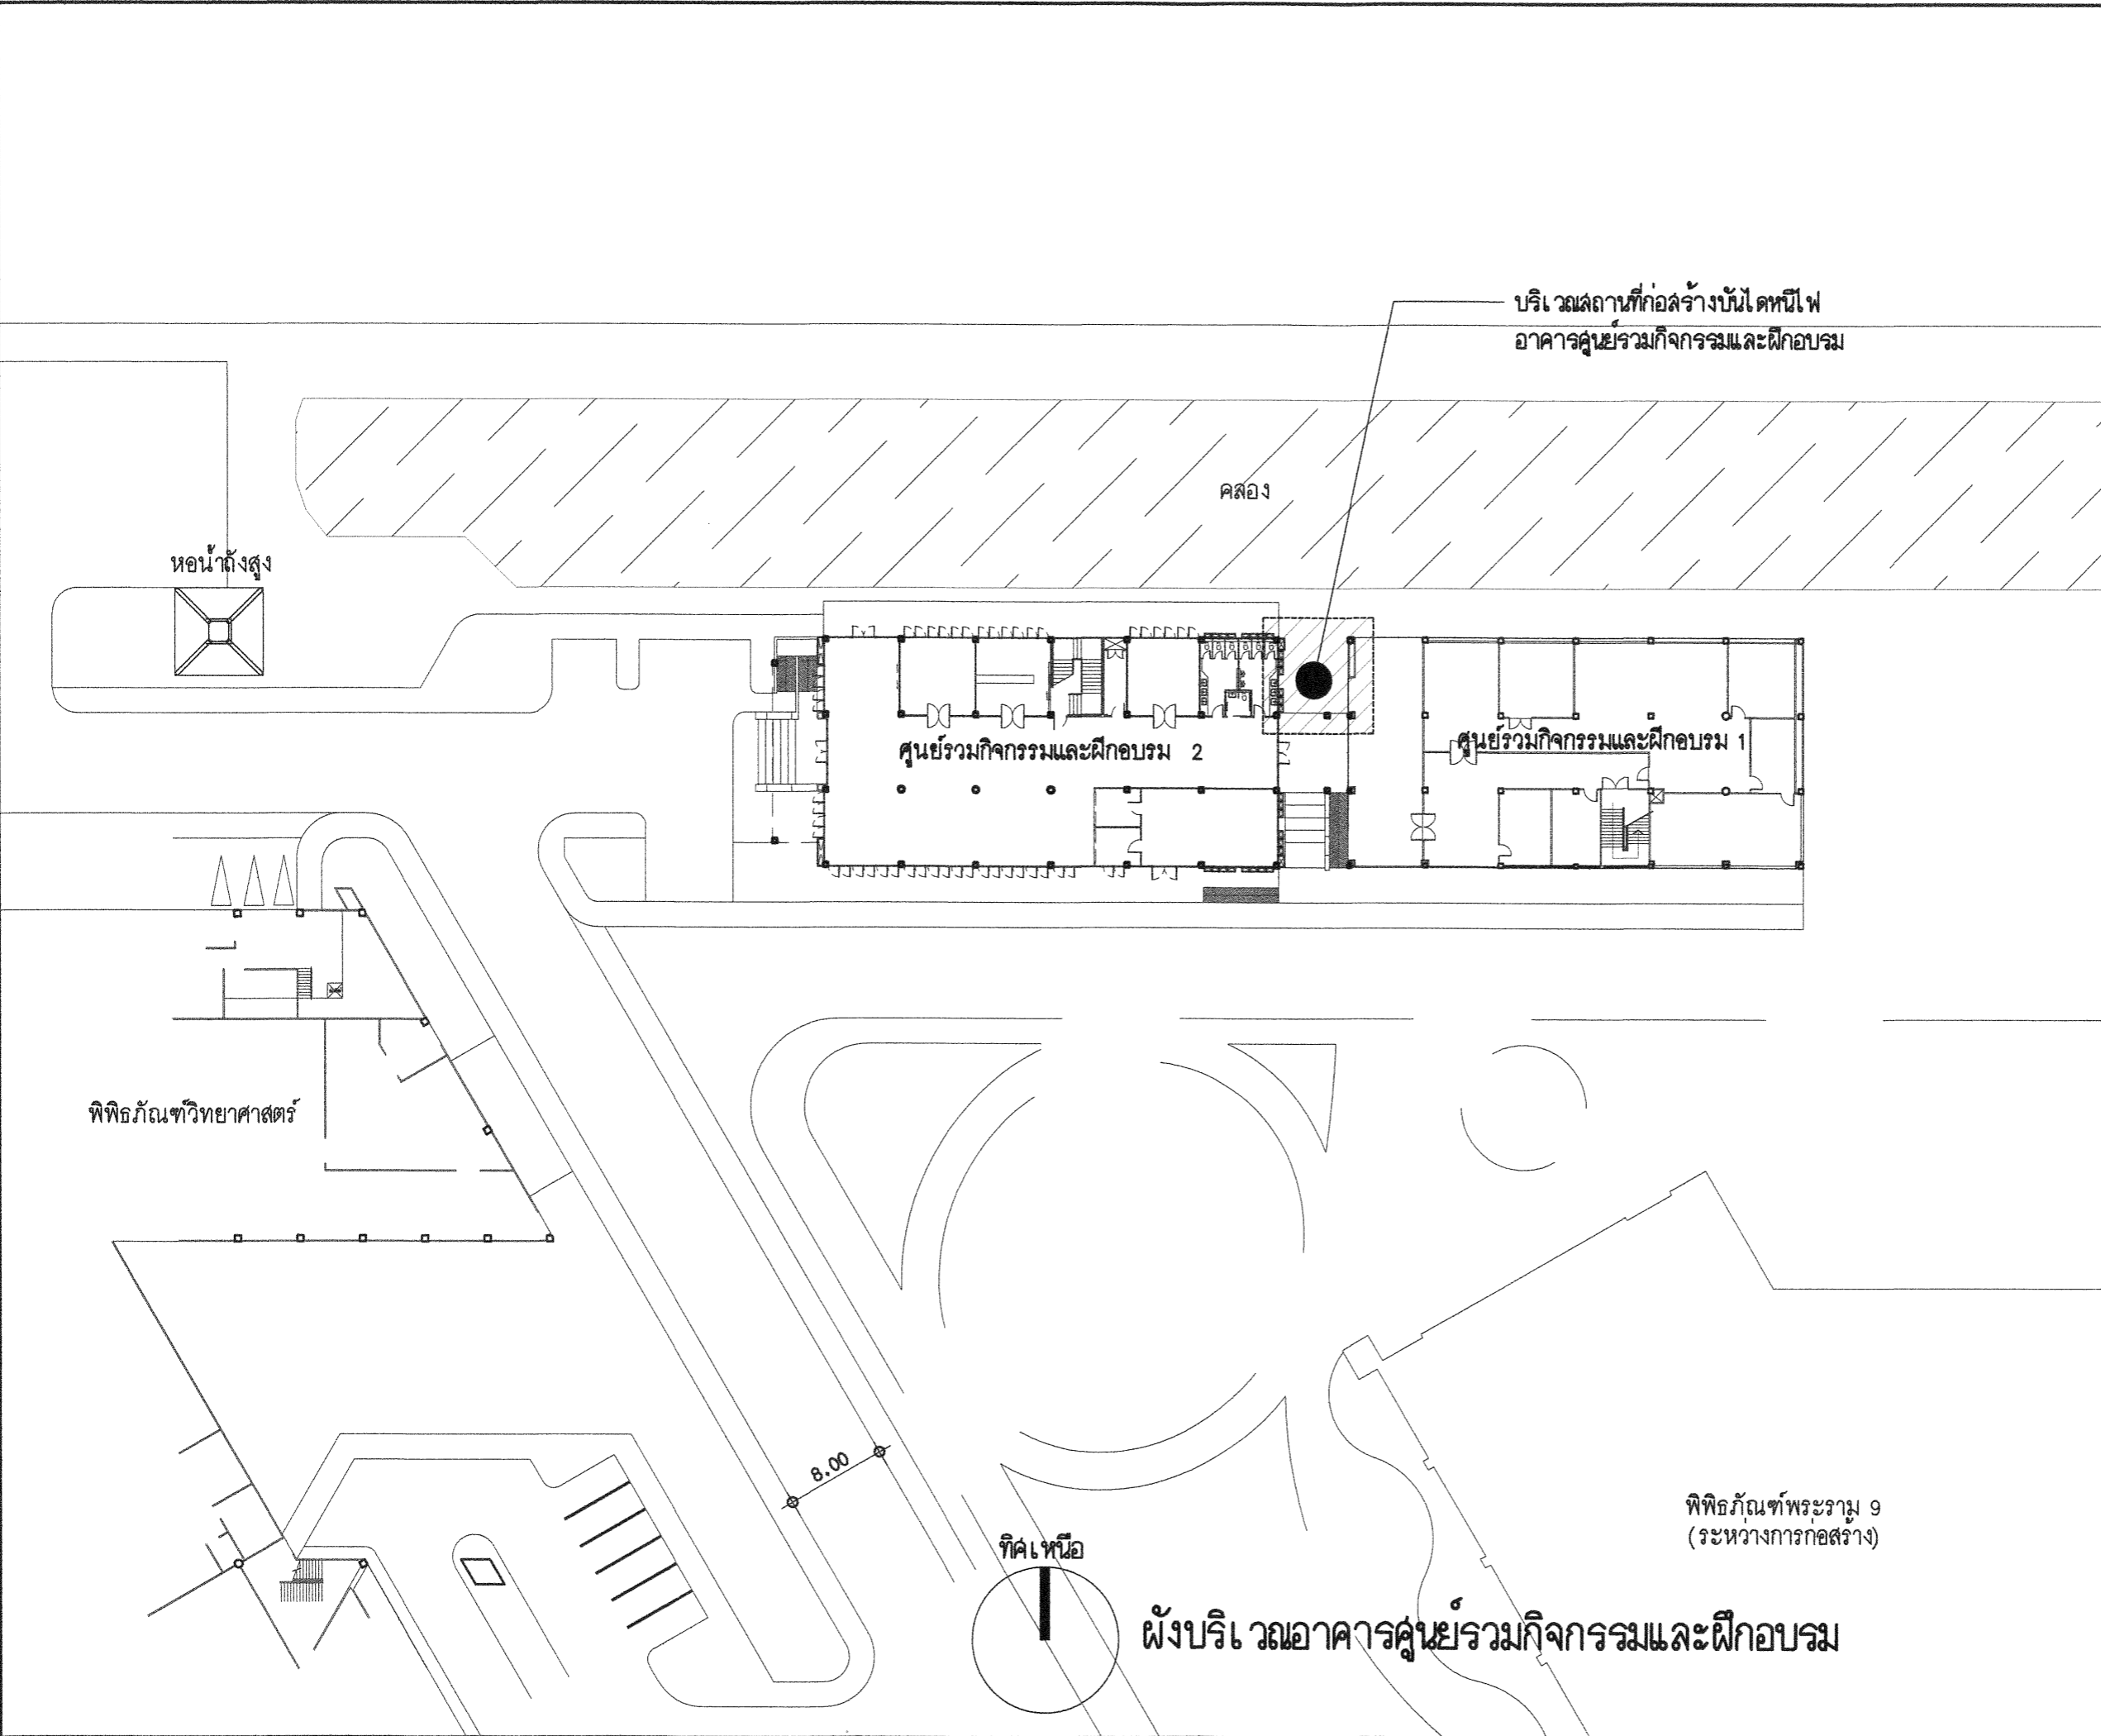 บริเวณสถานที่ก่อสร้างบันไดหนีไฟ
อาคารศูนย์รวมกิจกรรมและฝึกอบรม
คลอง
หอน้ำถังสูง
ศูนย์รวมกิจกรรมและฝึกอบรม 2
ศูนย์รวมกิจกรรมและฝึกอบรม 1
พิพิธภัณฑ์วิทยาศาสตร์
8.00
พิพิธภัณฑ์พระราม 9
(ระหว่างการก่อสร้าง)
ทิศเหนือ
ผังบริเวณอาคารศูนย์รวมกิจกรรมและฝึกอบรม